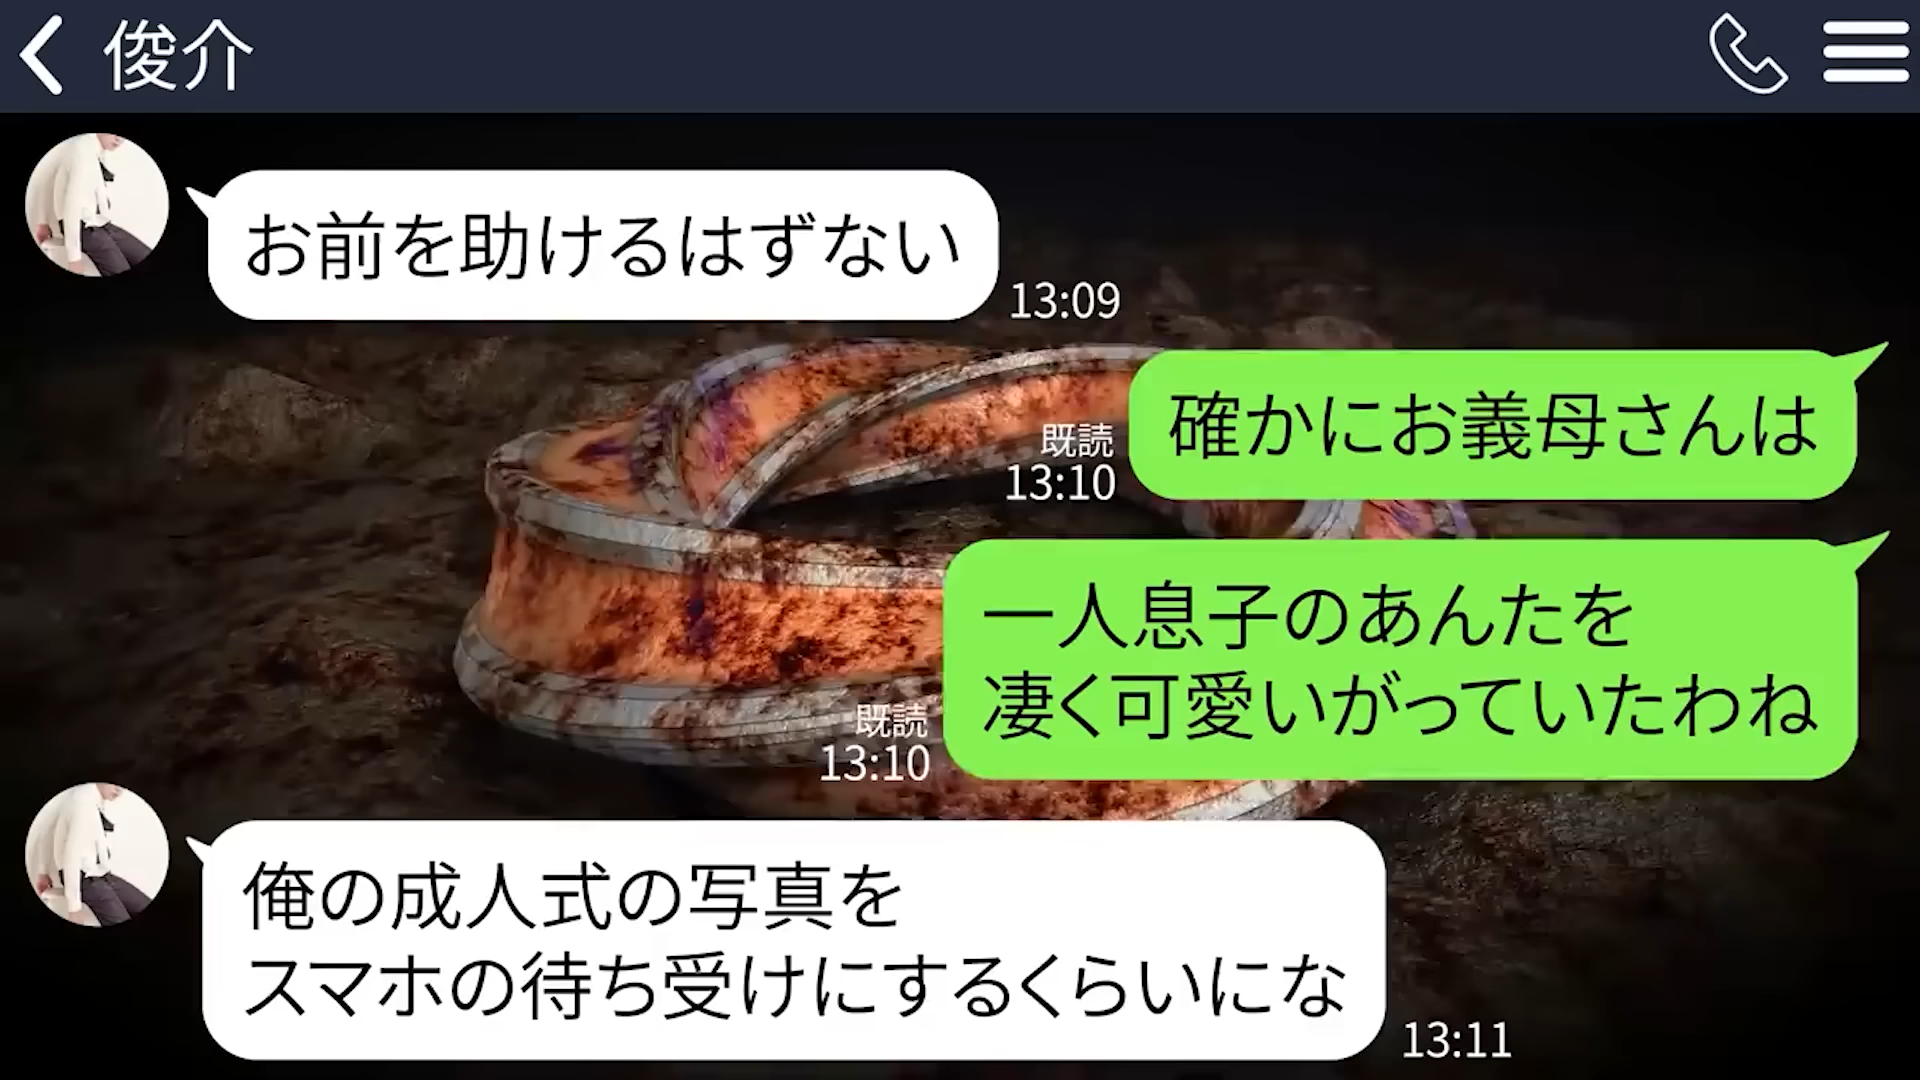 俊介
お前を助けるはずない
13:09
確かにお義母さんは
既読
13:10
一人息子のあんたを
凄く可愛いがっていたわね
既読
13:10
俺の成人式の写真を
スマホの待ち受けにするくらいにな
13:11